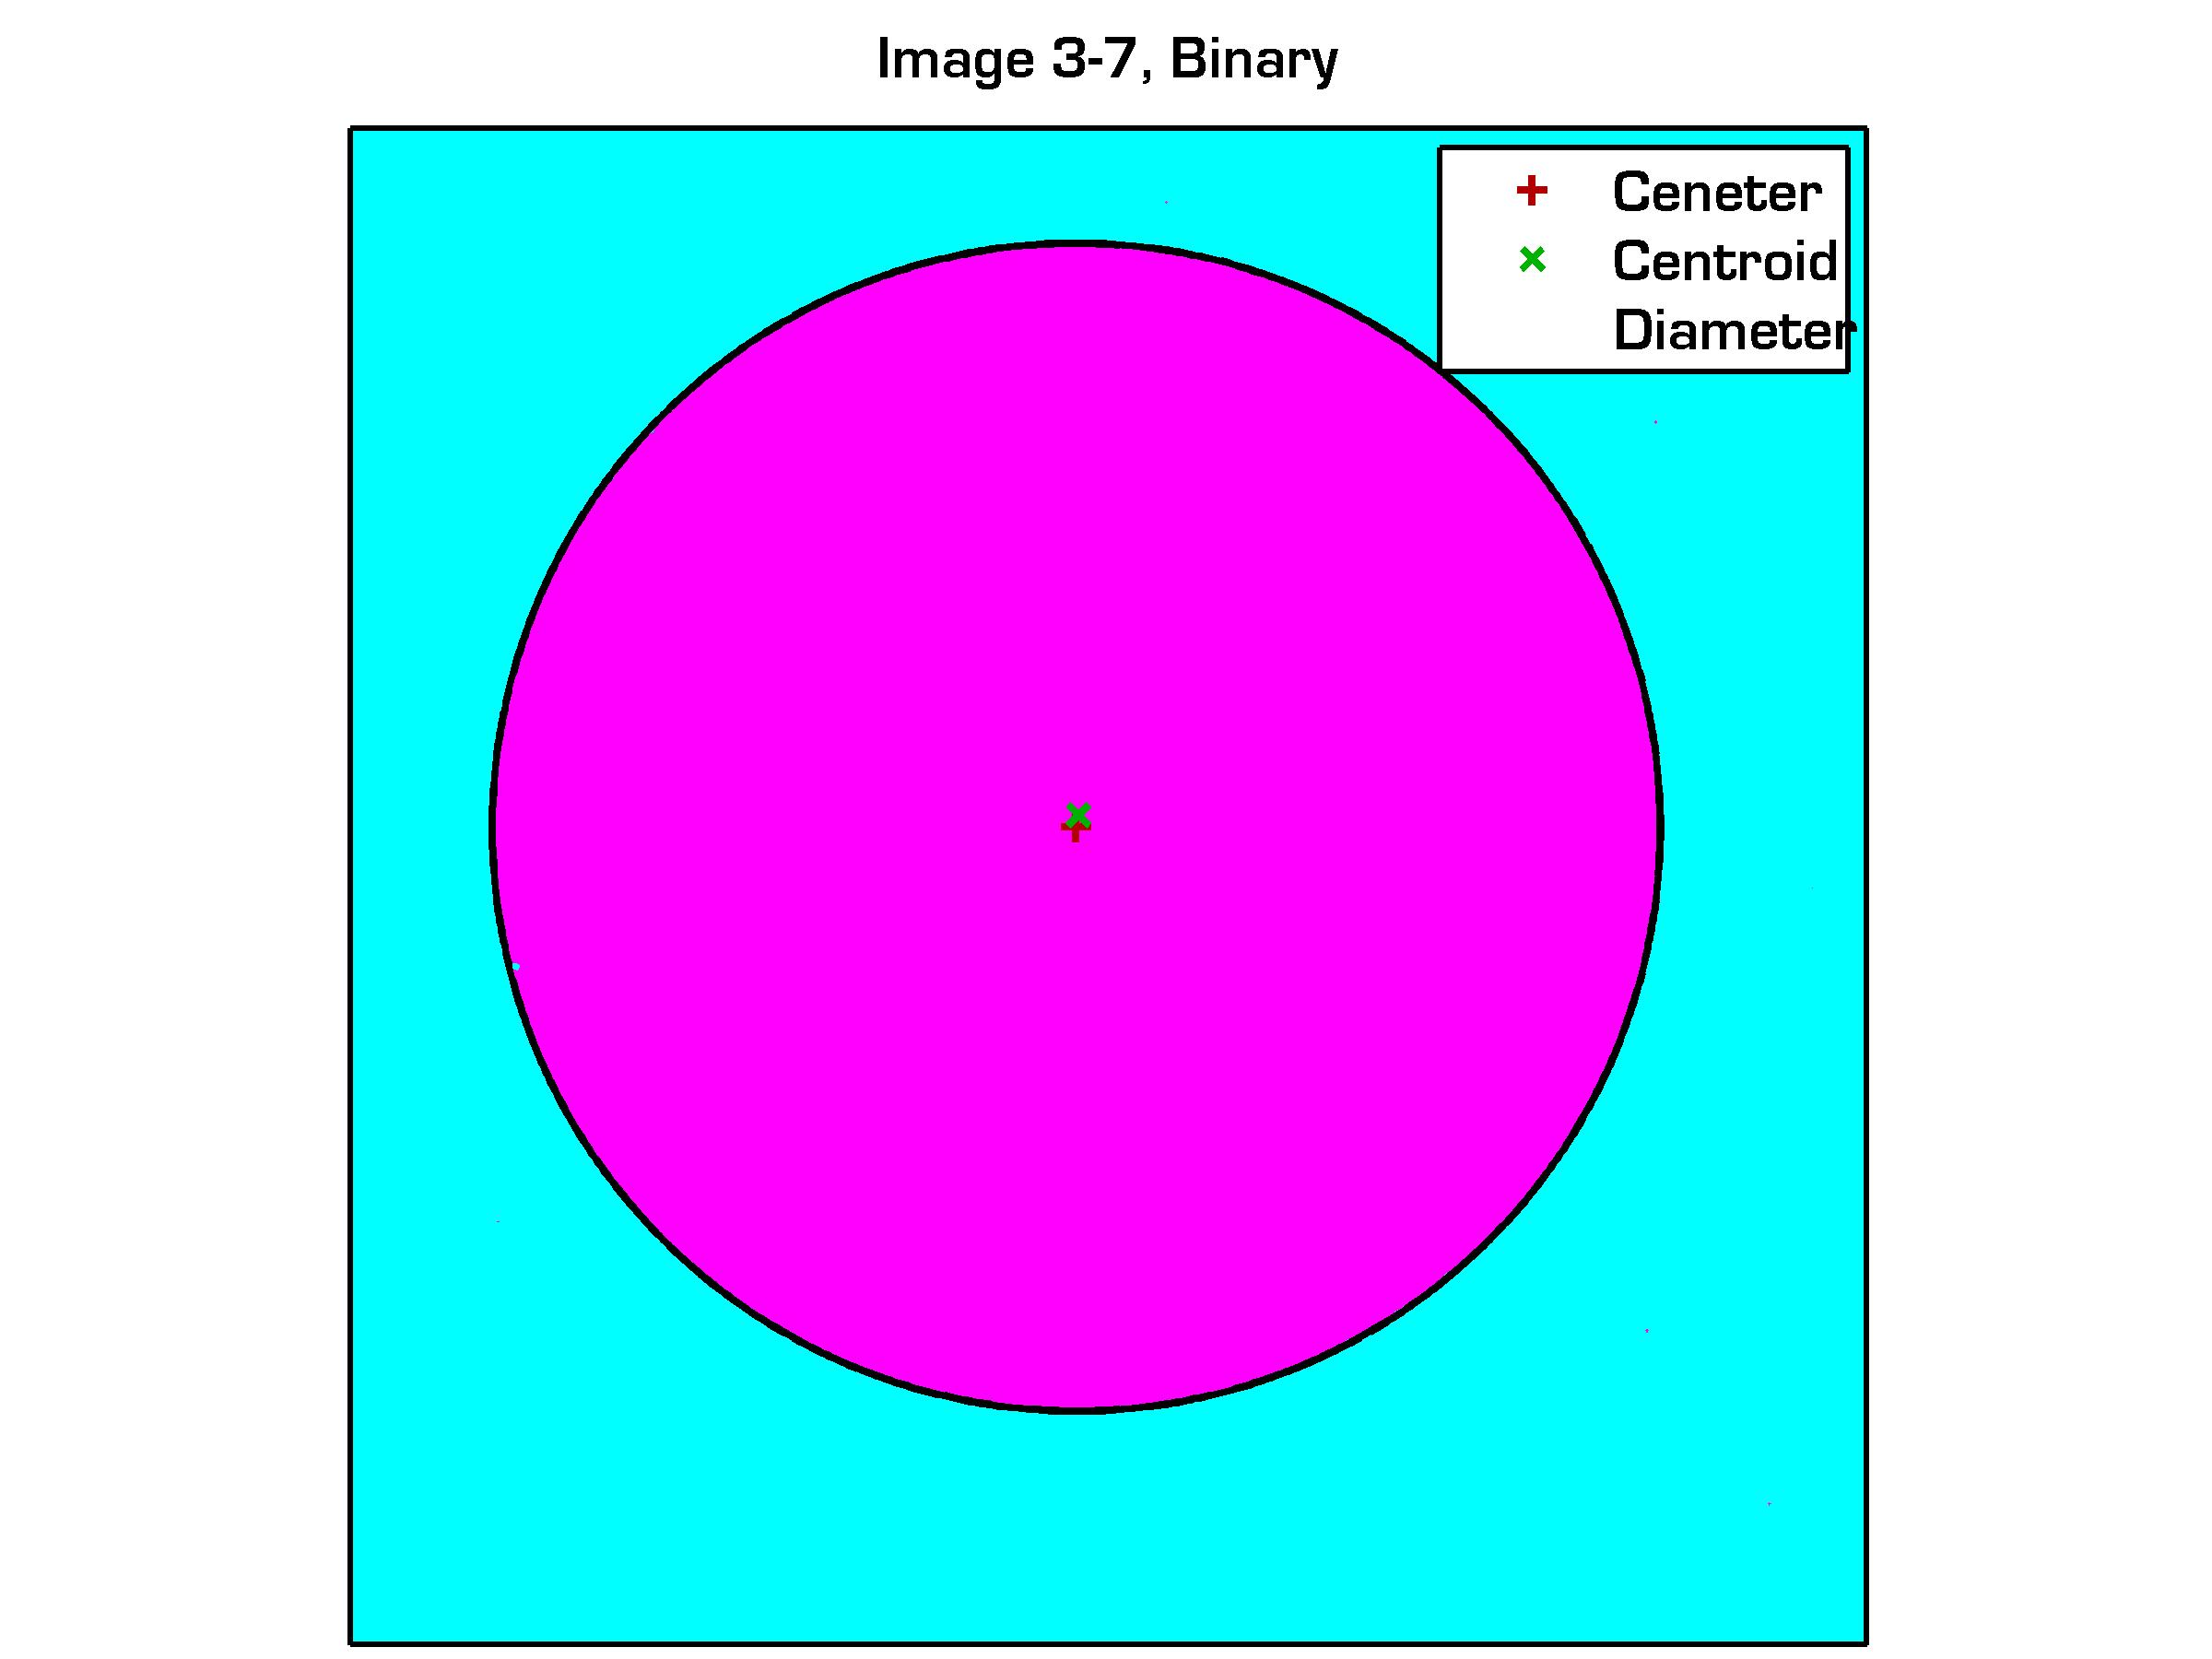 Image 3-7, Binary
Ceneter
Centroid
Diameter